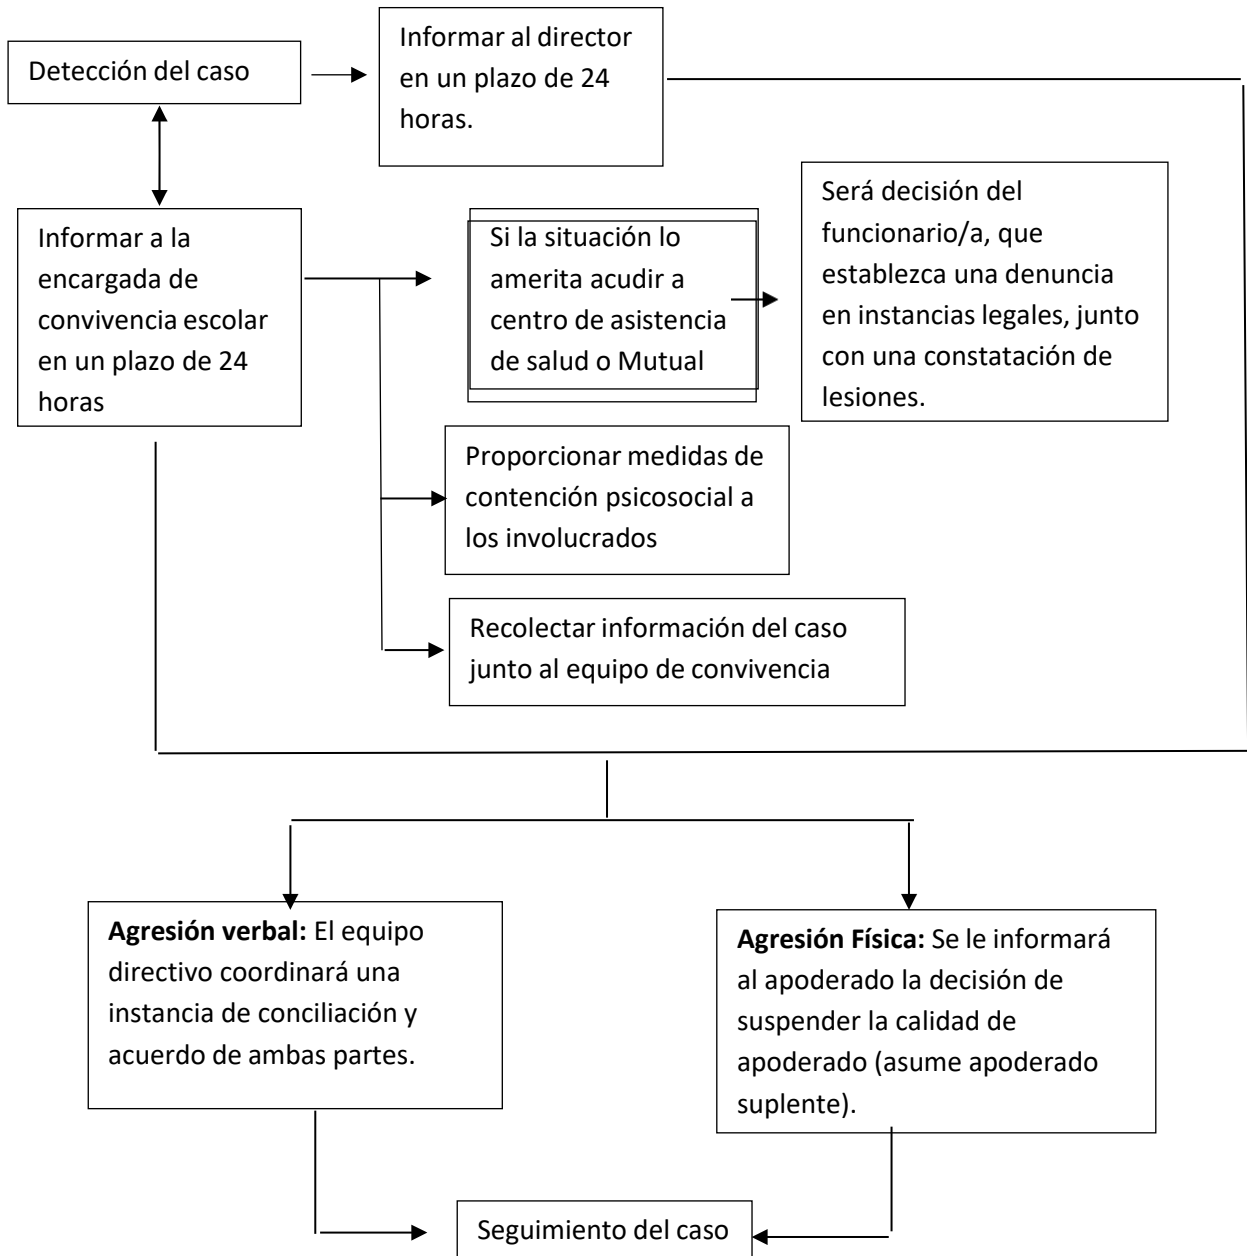 Detección del caso
Informar al director
en un plazo de 24
horas.
Informar a la
encargada de
convivencia escolar
en un plazo de 24
horas
Si la situación lo
amerita acudir a
centro de asistencia
de salud o Mutual
Será decisión del
funcionario/a, que
establezca una denuncia
en instancias legales, junto
con una constatación de
lesiones.
Proporcionar medidas de
contención psicosocial a
los involucrados
Recolectar información del caso
junto al equipo de convivencia
Agresión verbal: El equipo
directivo coordinará una
instancia de conciliación y
acuerdo de ambas partes.
Agresión Física: Se le informará
al apoderado la decisión de
suspender la calidad de
apoderado (asume apoderado
suplente).
Seguimiento del caso